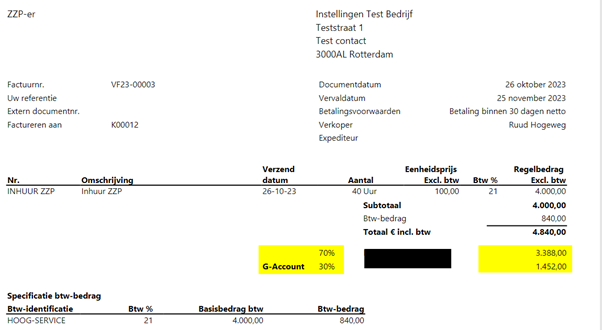 ZZP-er
Instellingen Test Bedrijf
Teststraat 1
Test contact
3000AL Rotterdam
Factuurnr. VF23-00003 Documentdatum 26 oktober 2023
Uw referentie Vervaldatum 25 november 2023
Extern documentnr. Betalingsvoorwaarden Betaling binnen 30 dagen netto
Factureren aan K00012 Verkoper Ruud Hogeweg
Expediteur
Verzend Eenheidsprijs Regelbedrag
Nr. Omschrijving datum Aantal Excl. btw Btw % Excl. btw
INHUUR ZZP Inhuur ZZP 26-10-23 40 Uur 100,00 21 4.000,00
Subtotaal 4.000,00
Btw-bedrag 840,00
Totaal € incl. btw 4.840,00
70% 3.388,00
G-Account 30% 1.452,00
Specificatie btw-bedrag
Btw-identificatie Btw % Basisbedrag btw Btw-bedrag
HOOG-SERVICE 21 4.000,00 840,00